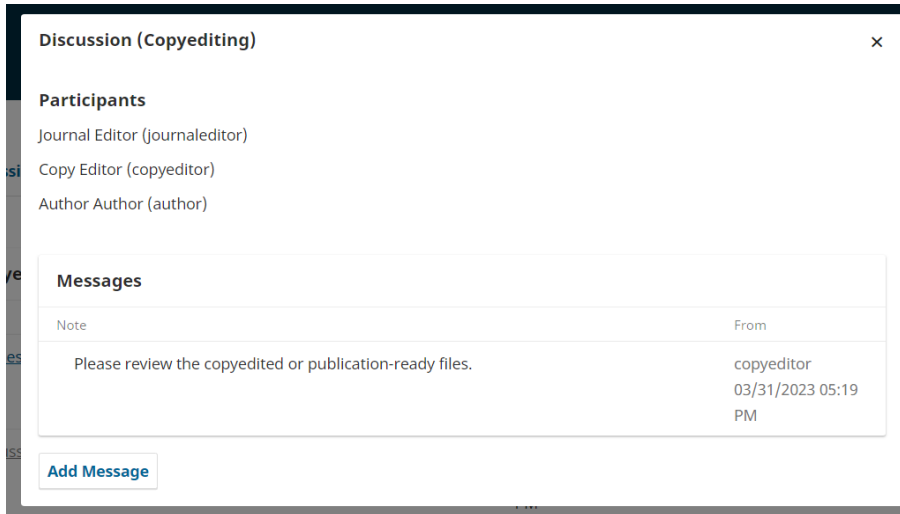 Discussion (Copyediting)
×
Participants
Journal Editor (journaleditor)
Copy Editor (copyeditor)
Author Author (author)
Messages
Note From
Please review the copyedited or publication-ready files. copyeditor
03/31/2023 05:19
PM
Add Message